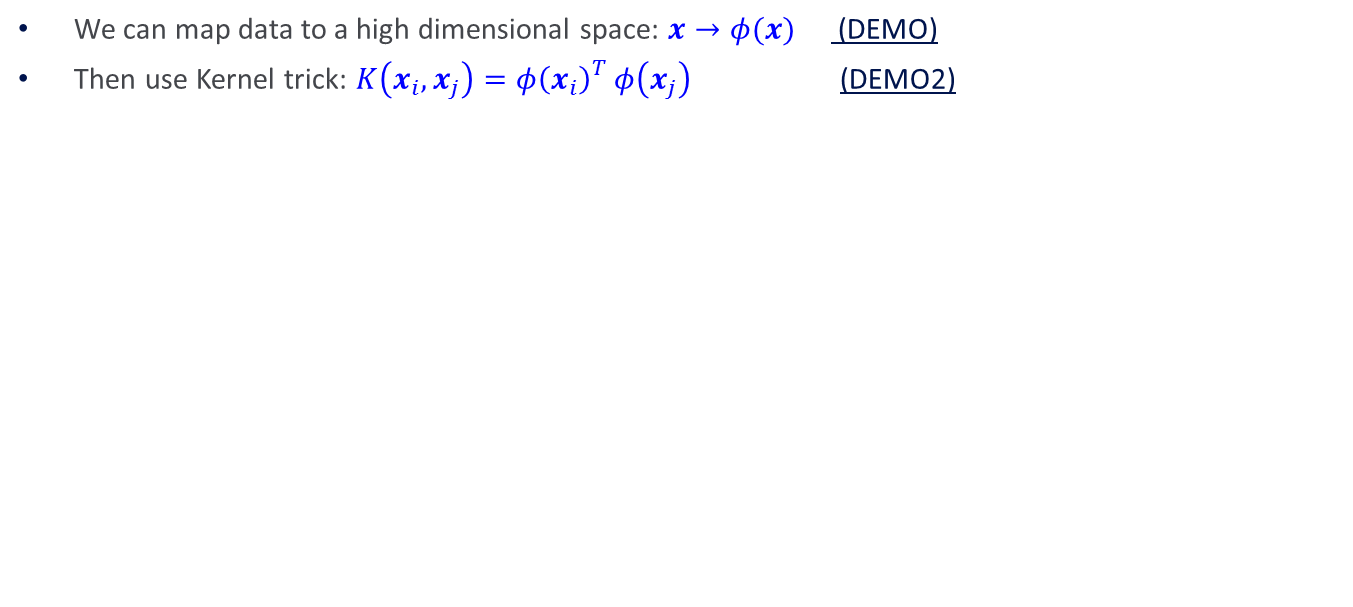 • We can map data to a high dimensional space: 𝒙 → ϕ(𝒙) (DEMO)
• Then use Kernel trick: K(𝒙ᵢ, 𝒙ⱼ) = ϕ(𝒙ᵢ)ᵀ ϕ(𝒙ⱼ) (DEMO2)